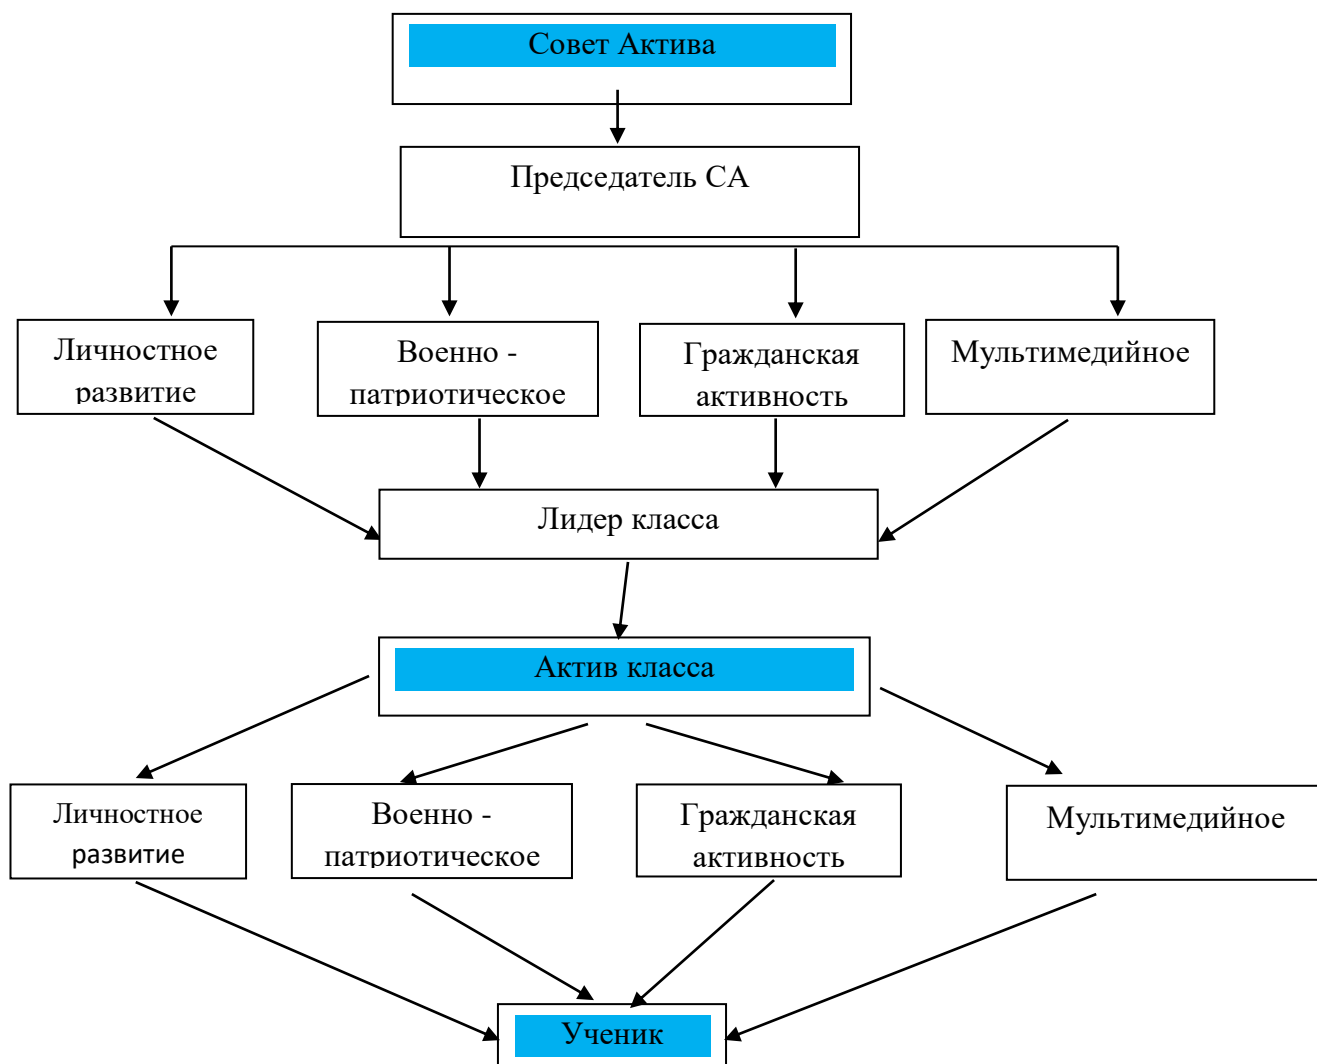 Совет Актива
Председатель СА
Личностное
развитие
Военно -
патриотическое
Гражданская
активность
Мультимедийное
Лидер класса
Актив класса
Личностное
развитие
Военно -
патриотическое
Гражданская
активность
Мультимедийное
Ученик